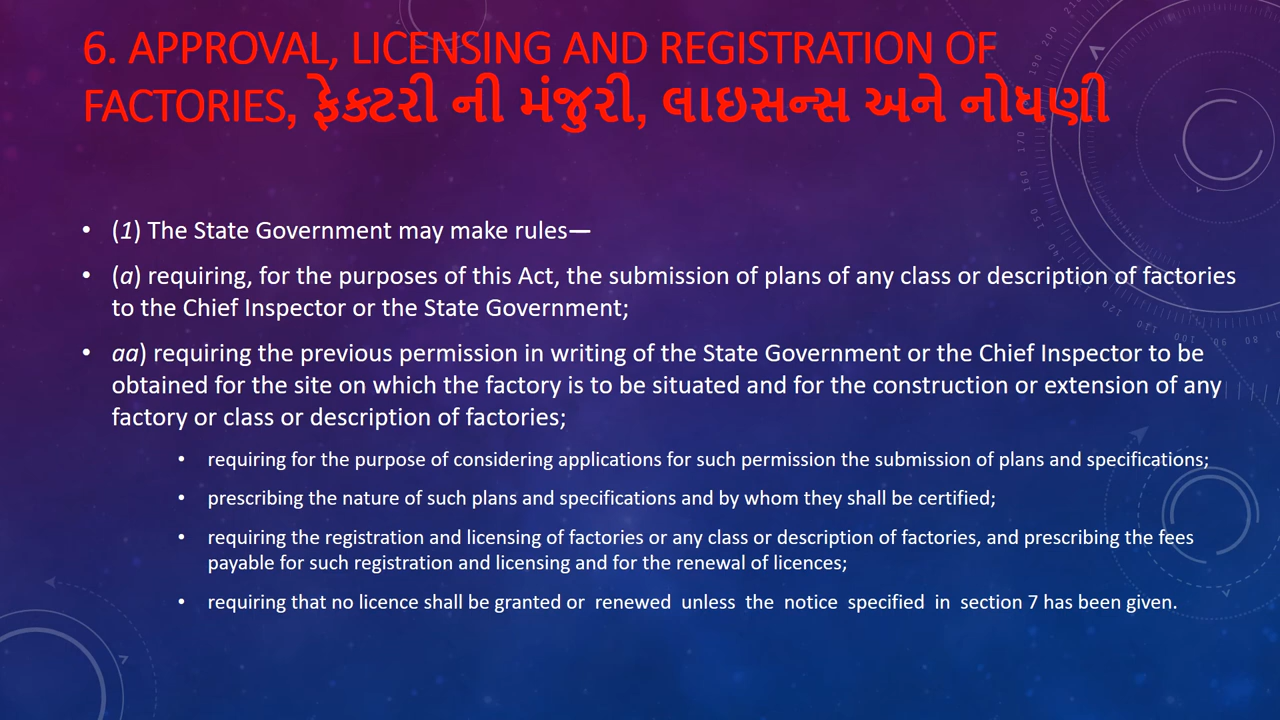 6. APPROVAL, LICENSING AND REGISTRATION OF
FACTORIES, ફેક્ટરી ની મંજુરી, લાઇસન્સ અને નોધણી
• (1) The State Government may make rules—
• (a) requiring, for the purposes of this Act, the submission of plans of any class or description of factories
to the Chief Inspector or the State Government;
• aa) requiring the previous permission in writing of the State Government or the Chief Inspector to be
obtained for the site on which the factory is to be situated and for the construction or extension of any
factory or class or description of factories;
• requiring for the purpose of considering applications for such permission the submission of plans and specifications;
• prescribing the nature of such plans and specifications and by whom they shall be certified;
• requiring the registration and licensing of factories or any class or description of factories, and prescribing the fees
payable for such registration and licensing and for the renewal of licences;
• requiring that no licence shall be granted or renewed unless the notice specified in section 7 has been given.